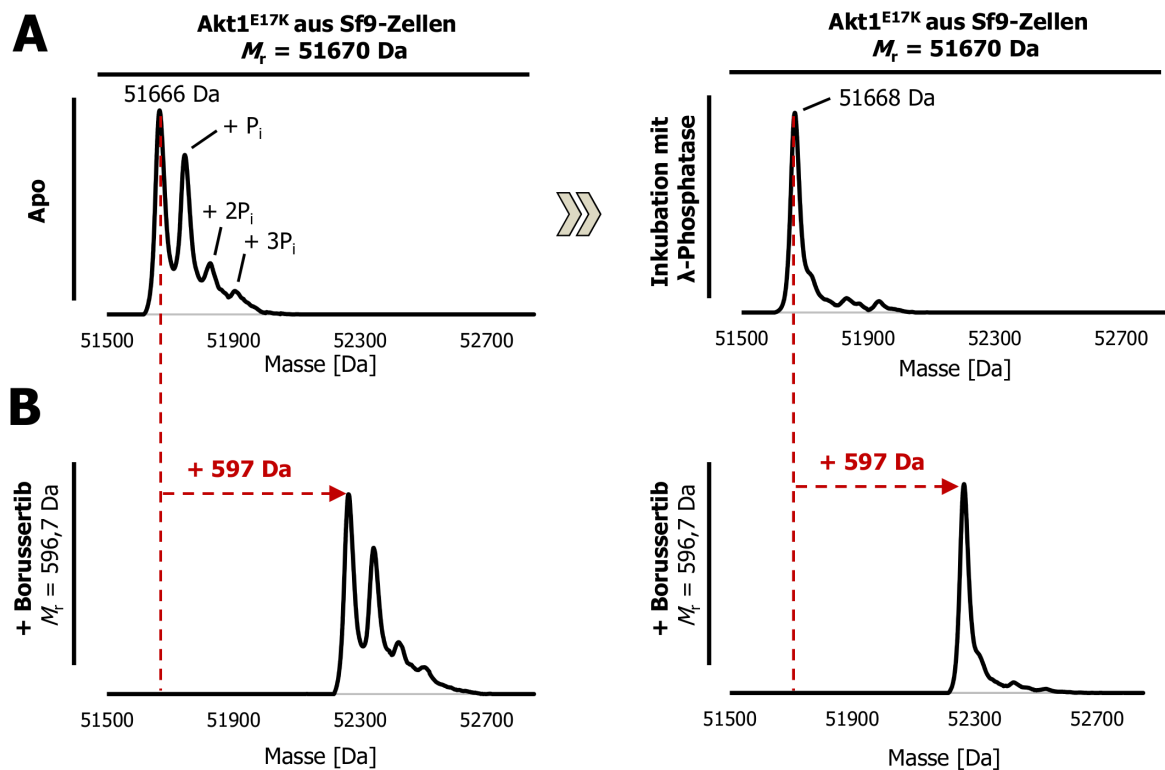 A
Akt1E17K aus Sf9-Zellen
Mr = 51670 Da
Apo
51666 Da
+ Pi
+ 2Pi
+ 3Pi
51500 51900 52300 52700
Masse [Da]
Akt1E17K aus Sf9-Zellen
Mr = 51670 Da
Inkubation mit
λ-Phosphatase
51668 Da
51500 51900 52300 52700
Masse [Da]
B
+ Borussertib
Mr = 596,7 Da
+ 597 Da
51500 51900 52300 52700
Masse [Da]
+ Borussertib
Mr = 596,7 Da
+ 597 Da
51500 51900 52300 52700
Masse [Da]